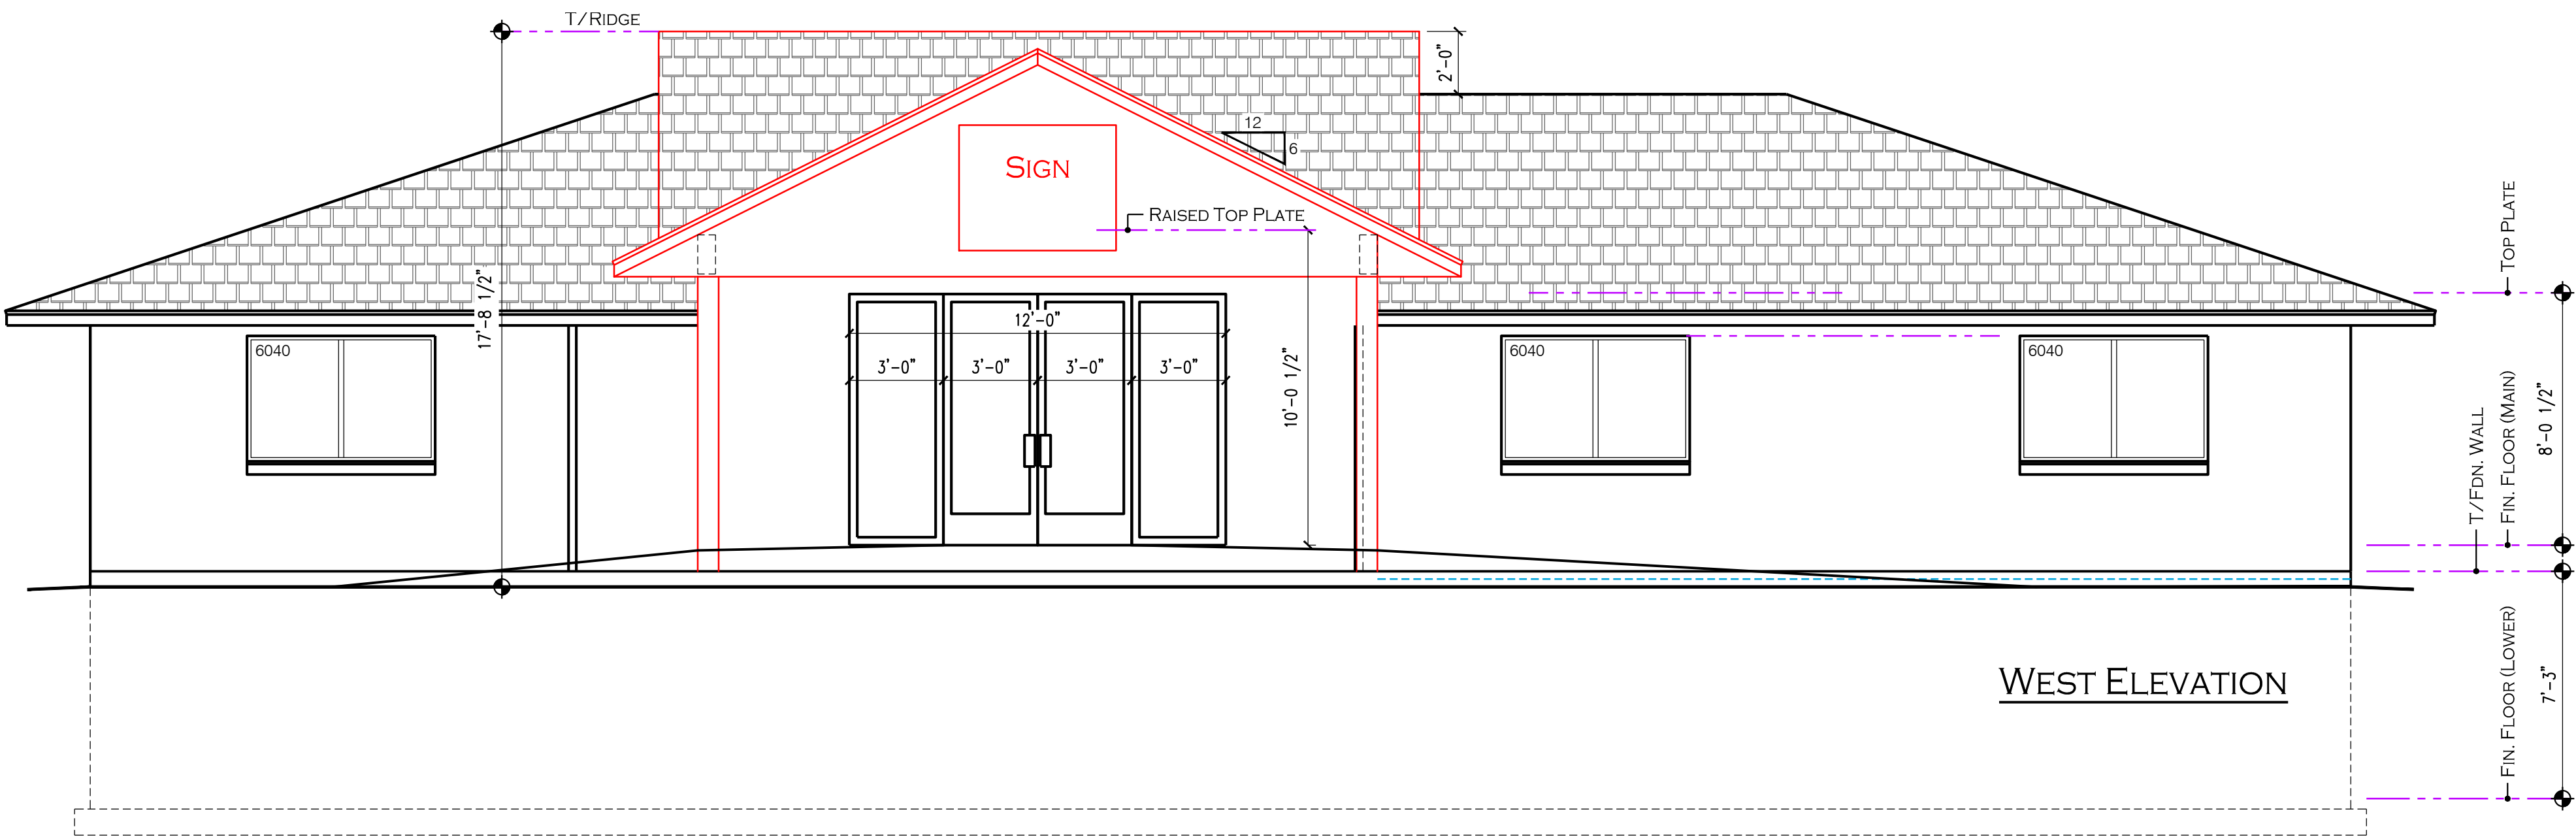 T/RIDGE
2'-0"
12
6
SIGN
RAISED TOP PLATE
TOP PLATE
17'-8 1/2"
12'-0"
6040
3'-0"
3'-0"
3'-0"
3'-0"
10'-0 1/2"
6040
6040
8'-0 1/2"
FIN. FLOOR (MAIN)
T/FDN. WALL
WEST ELEVATION
FIN. FLOOR (LOWER)
7'-3"